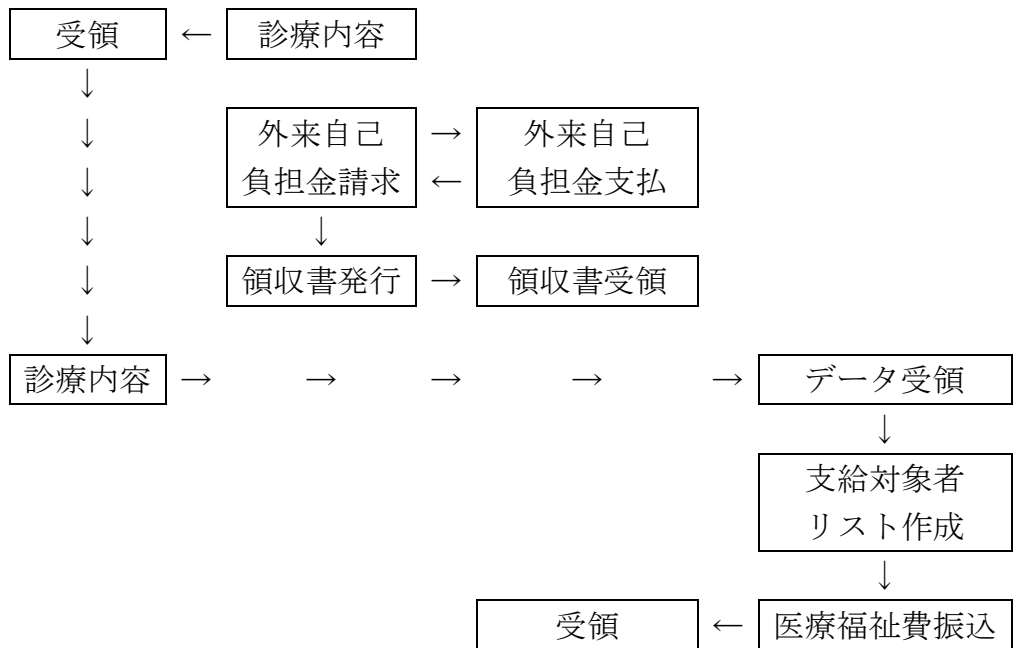 受領 ← 診療内容
↓
↓ 外来自己 → 外来自己
↓ 負担金請求 ← 負担金支払
↓ ↓
↓ 領収書発行 → 領収書受領
↓
診療内容 → → → → → データ受領
↓
支給対象者
リスト作成
↓
受領 ← 医療福祉費振込